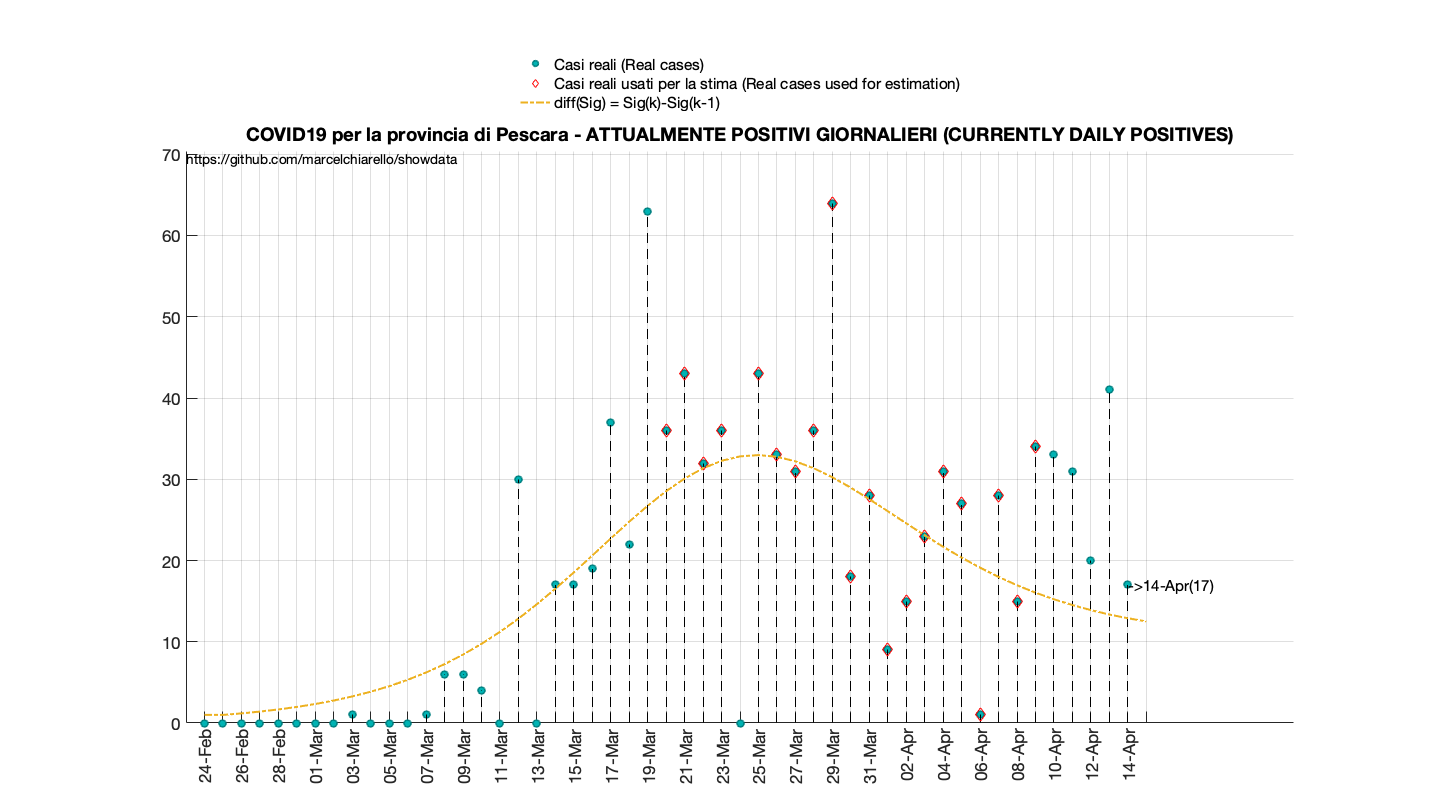 Casi reali (Real cases)
Casi reali usati per la stima (Real cases used for estimation)
diff(Sig) = Sig(k)-Sig(k-1)
COVID19 per la provincia di Pescara - ATTUALMENTE POSITIVI GIORNALIERI (CURRENTLY DAILY POSITIVES)
https://github.com/marcelchiarello/showdata
70
60
50
40
30
20
10
0
->14-Apr(17)
24-Feb
26-Feb
28-Feb
01-Mar
03-Mar
05-Mar
07-Mar
09-Mar
11-Mar
13-Mar
15-Mar
17-Mar
19-Mar
21-Mar
23-Mar
25-Mar
27-Mar
29-Mar
31-Mar
02-Apr
04-Apr
06-Apr
08-Apr
10-Apr
12-Apr
14-Apr